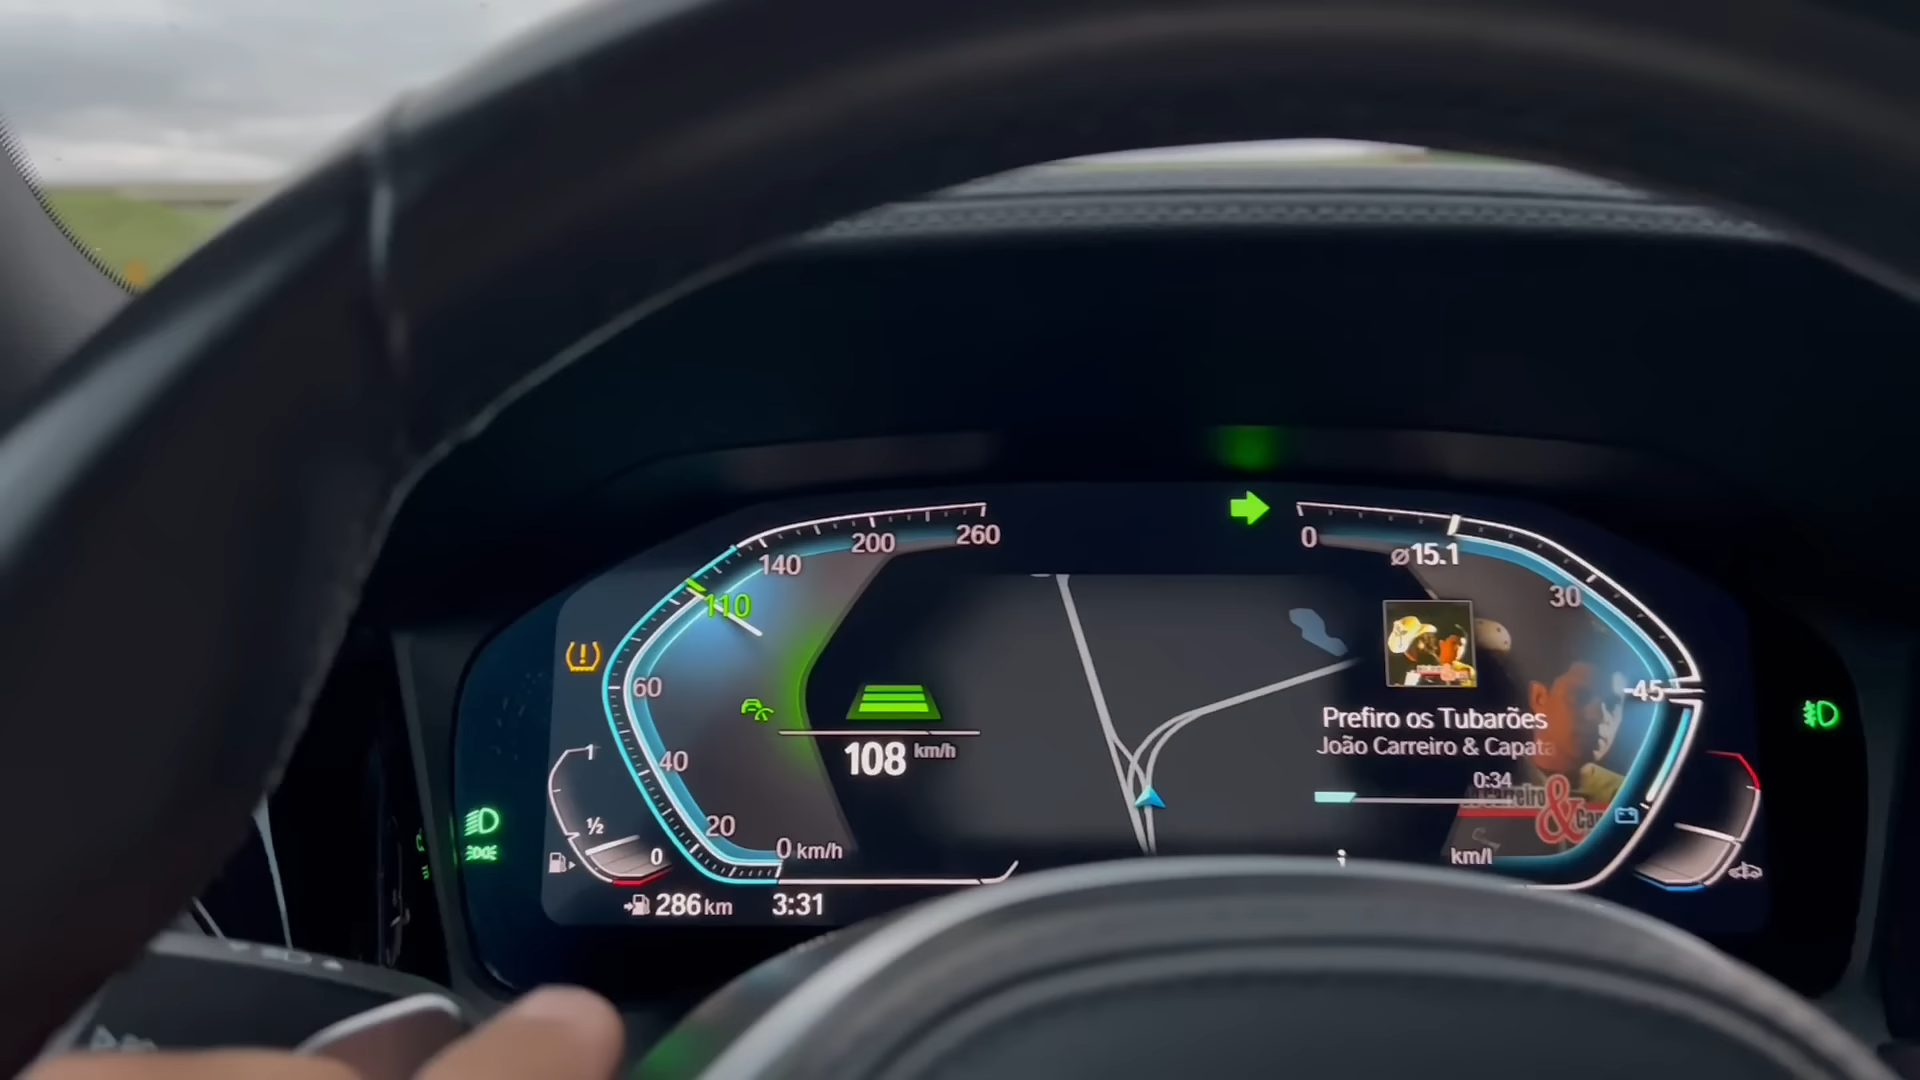 260
200
140
110
60
40
20
0 km/h
1
1/2
0
286 km
3:31
108 km/h
0
ø15.1
30
45
Prefiro os Tubarões
João Carreiro & Capata
0:34
km/l